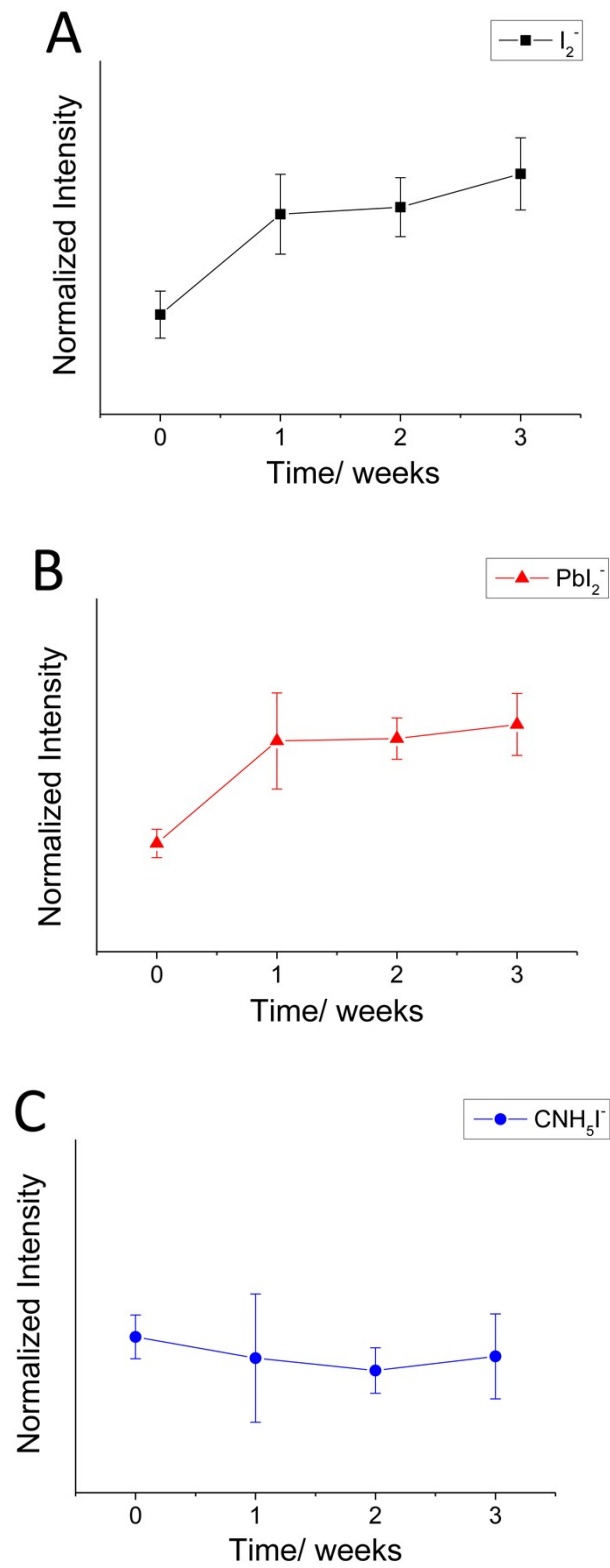 A
I₂⁻
Normalized Intensity
0 1 2 3
Time/ weeks
B
PbI₂⁻
Normalized Intensity
0 1 2 3
Time/ weeks
C
CNH₅I⁻
Normalized Intensity
0 1 2 3
Time/ weeks